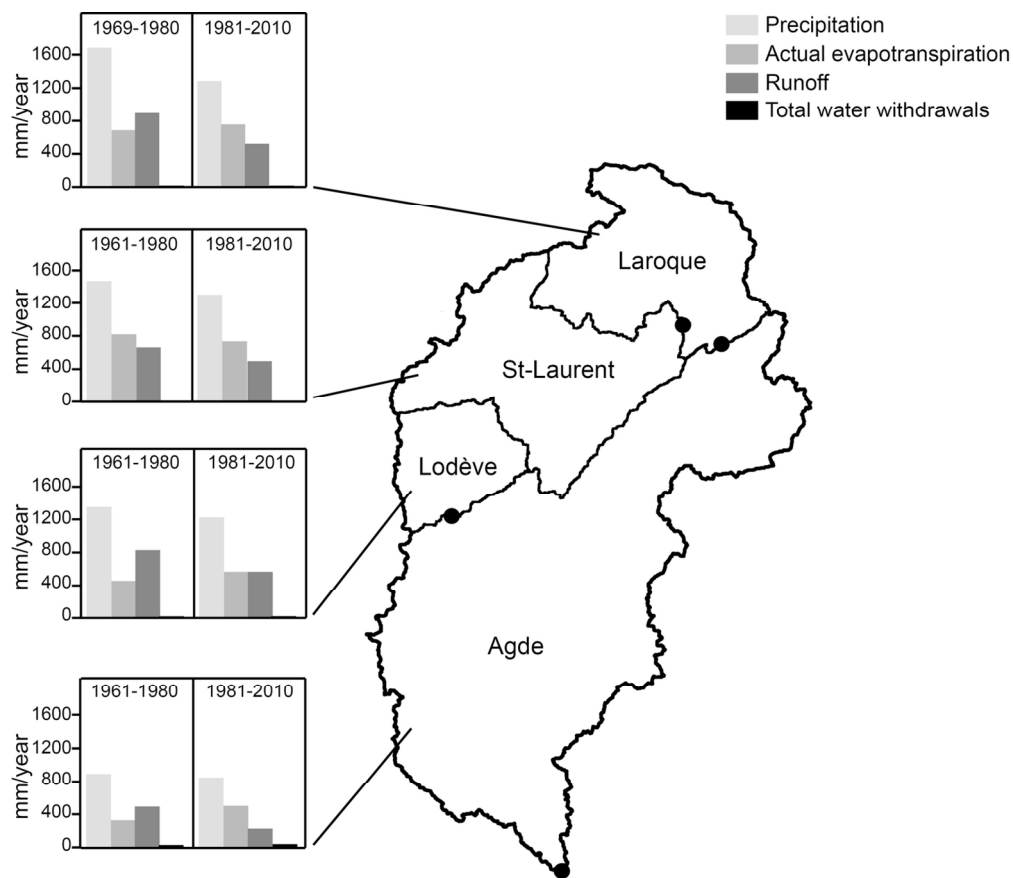 1969-1980 1981-2010
mm/year
1600
1200
800
400
0
Precipitation
Actual evapotranspiration
Runoff
Total water withdrawals
1961-1980 1981-2010
mm/year
1600
1200
800
400
0
1961-1980 1981-2010
mm/year
1600
1200
800
400
0
1961-1980 1981-2010
mm/year
1600
1200
800
400
0
Laroque
St-Laurent
Lodève
Agde